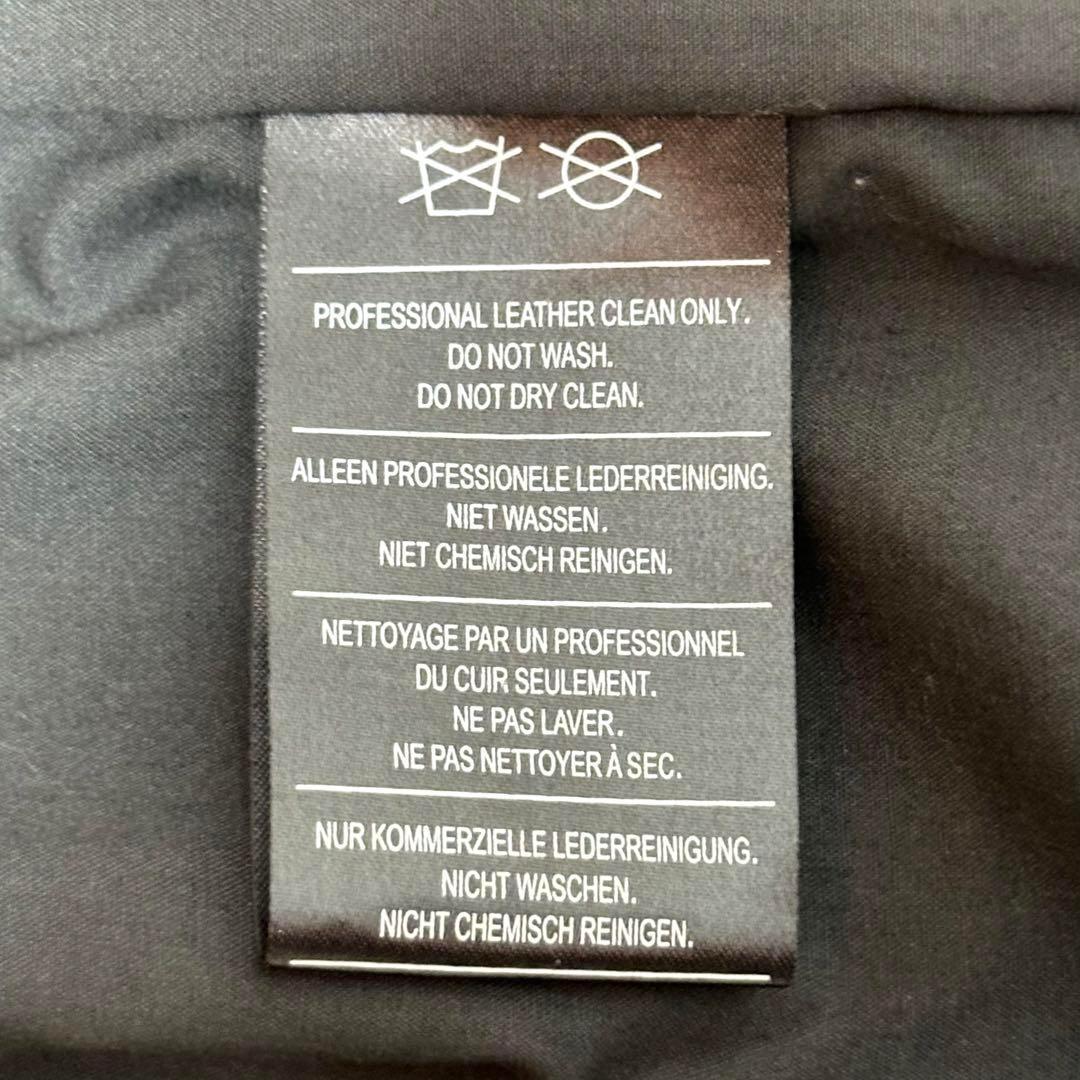 PROFESSIONAL LEATHER CLEAN ONLY.
DO NOT WASH.
DO NOT DRY CLEAN.
ALLEEN PROFESSIONELE LEDERREINIGING.
NIET WASSEN.
NIET CHEMISCH REINIGEN.
NETTOYAGE PAR UN PROFESSIONNEL
DU CUIR SEULEMENT.
NE PAS LAVER.
NE PAS NETTOYER À SEC.
NUR KOMMERZIELLE LEDERREINIGUNG.
NICHT WASCHEN.
NICHT CHEMISCH REINIGEN.